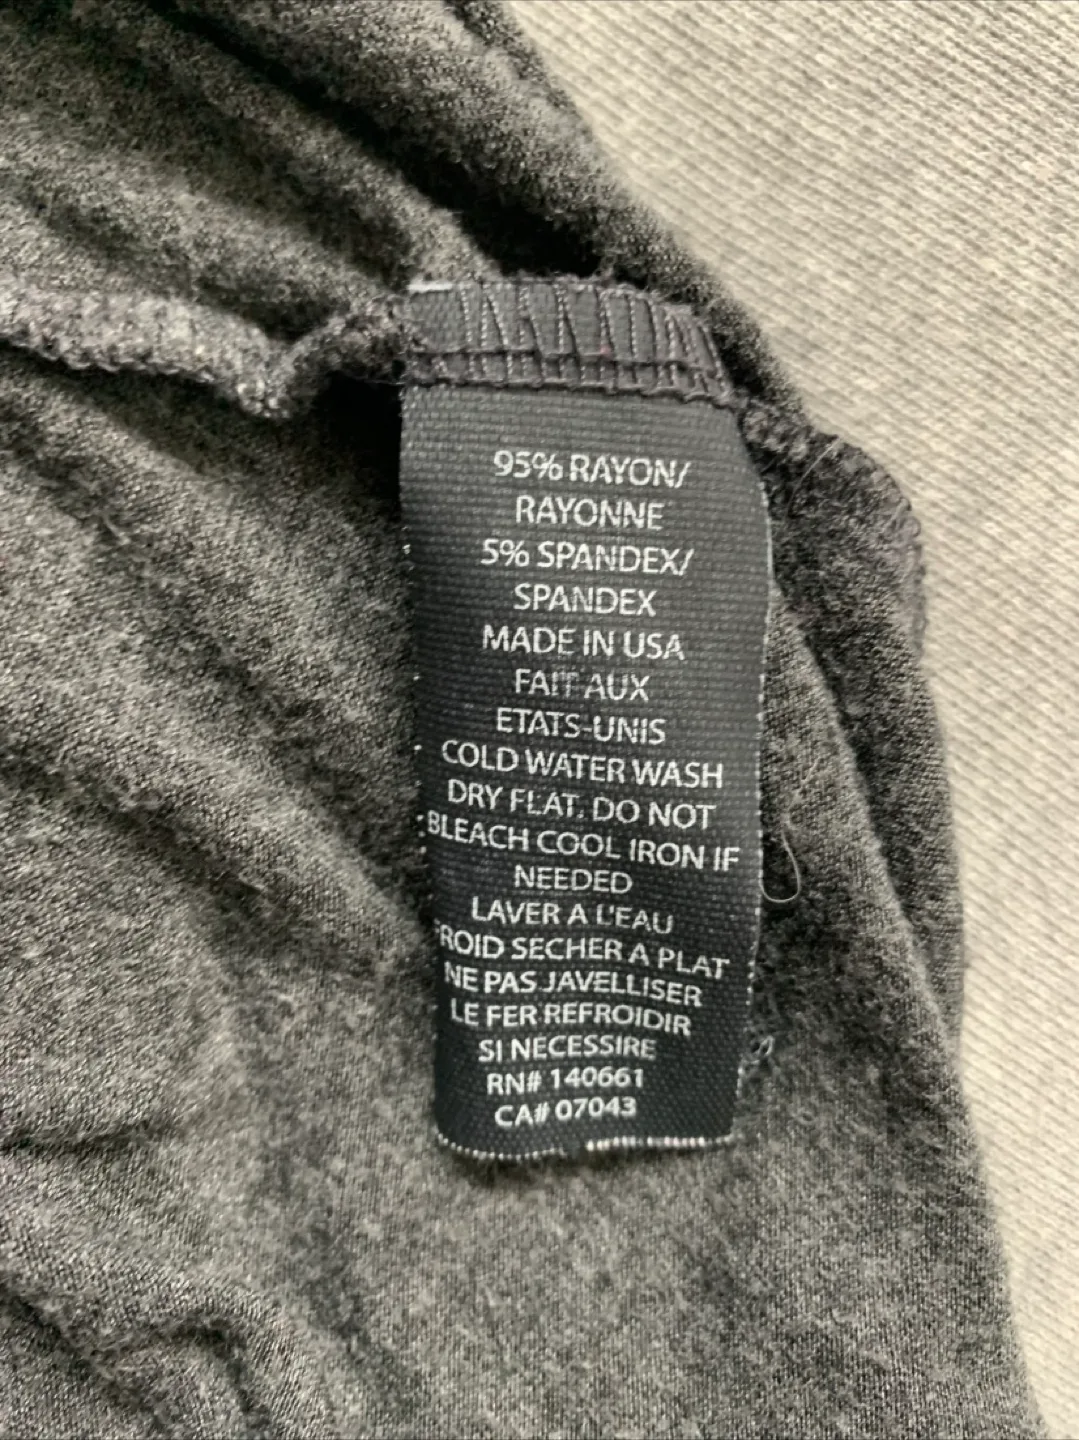 95% RAYON/
RAYONNE
5% SPANDEX/
SPANDEX
MADE IN USA
FAIT AUX
ETATS-UNIS
COLD WATER WASH
DRY FLAT. DO NOT
BLEACH COOL IRON IF
NEEDED
LAVER A L'EAU
FROID SECHER A PLAT
NE PAS JAVELLISER
LE FER REFROIDIR
SI NECESSIRE
RN# 140661
CA# 07043